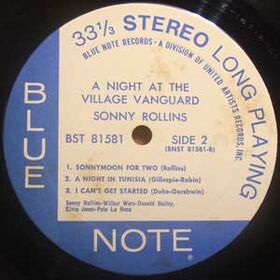 33⅓ STEREO LONG PLAYING
BLUE NOTE RECORDS • A DIVISION OF UNITED ARTISTS RECORDS, INC.
A NIGHT AT THE
VILLAGE VANGUARD
SONNY ROLLINS
BST 81581 SIDE 2
(BNST 81581-B)
1. SONNYMOON FOR TWO (Rollins)
2. A NIGHT IN TUNISIA (Gillespie-Robin)
3. I CAN'T GET STARTED (Duke-Gershwin)
Sonny Rollins-Wilbur Ware-Donald Bailey,
Elvin Jones-Pete La Roca
BLUE
NOTE®